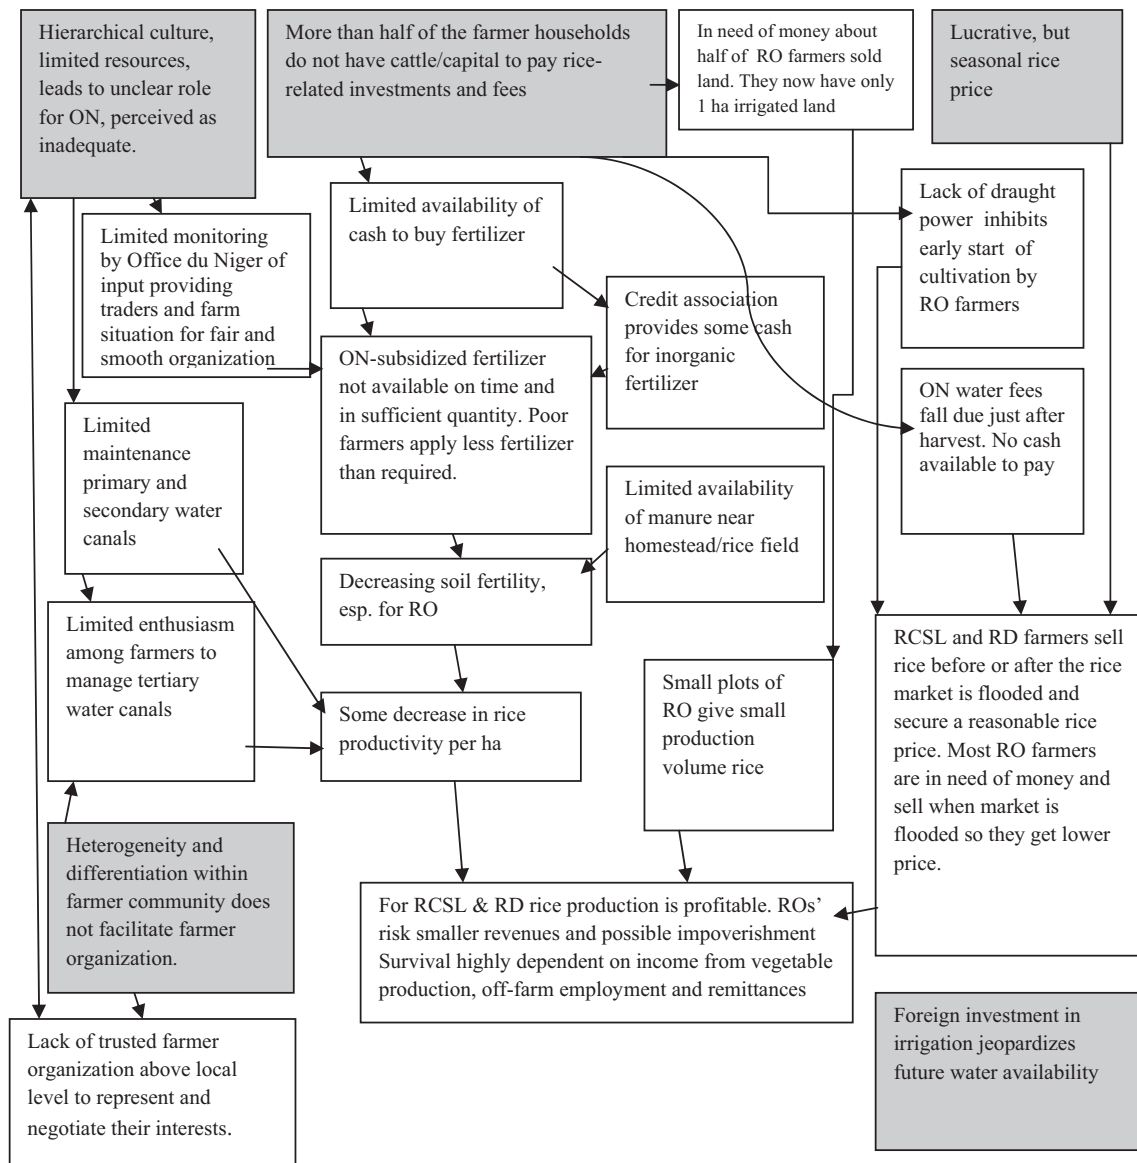 Hierarchical culture,
limited resources,
leads to unclear role
for ON, perceived as
inadequate.
More than half of the farmer households
do not have cattle/capital to pay rice-
related investments and fees
In need of money about
half of  RO farmers sold
land. They now have only
1 ha irrigated land
Lucrative, but
seasonal rice
price
Limited monitoring
by Office du Niger of
input providing
traders and farm
situation for fair and
smooth organization
Limited availability of
cash to buy fertilizer
Lack of draught
power  inhibits
early start  of
cultivation by
RO farmers
Credit association
provides some cash
for inorganic
fertilizer
ON-subsidized fertilizer
not available on time and
in sufficient quantity. Poor
farmers apply less fertilizer
than required.
ON water fees
fall due just after
harvest. No cash
available to pay
Limited
maintenance
primary and
secondary water
canals
Limited availability
of manure near
homestead/rice field
Decreasing soil fertility,
esp. for RO
Limited enthusiasm
among farmers to
manage tertiary
water canals
Some decrease in rice
productivity per ha
Small plots of
RO give small
production
volume rice
RCSL and RD farmers sell
rice before or after the rice
market is flooded and
secure a reasonable rice
price. Most RO farmers
are in need of money and
sell when market is
flooded so they get lower
price.
Heterogeneity and
differentiation within
farmer community does
not facilitate farmer
organization.
For RCSL & RD rice production is profitable. ROs’
risk smaller revenues and possible impoverishment
Survival highly dependent on income from vegetable
production, off-farm employment and remittances
Lack of trusted farmer
organization above local
level to represent and
negotiate their interests.
Foreign investment in
irrigation jeopardizes
future water availability